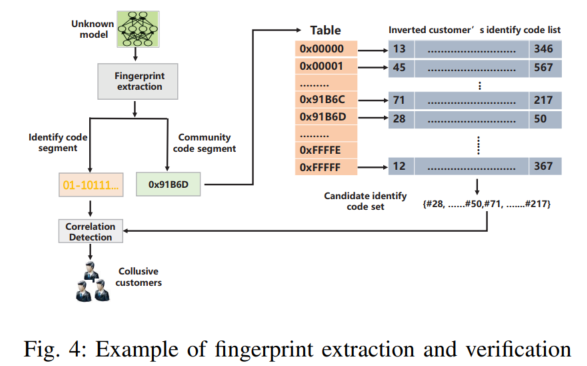 Unknown
model
Fingerprint
extraction
Identify code
segment
Community
code segment
01-10111...
0x91B6D
Correlation
Detection
Collusive
customers
Table
Inverted customer's identify code list
0x00000
13 ............................ 346
0x00001
45 ............................ 567
.........
0x91B6C
71 ............................ 217
0x91B6D
28 ............................ 50
.........
0xFFFFE
0xFFFFF
12 ............................ 367
Candidate identify
code set
{#28, ......#50,#71, .......#217}
Fig. 4: Example of fingerprint extraction and verification